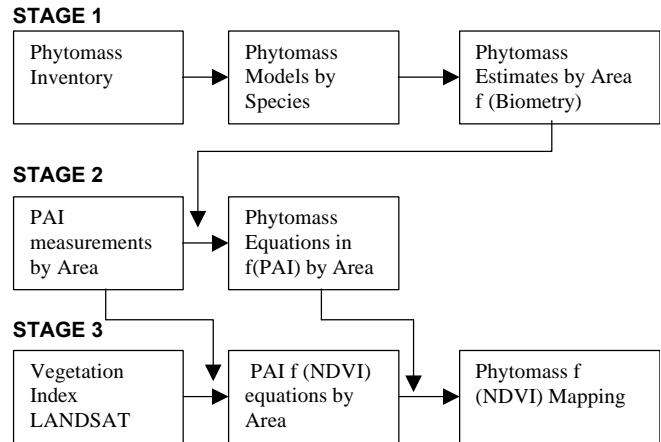 STAGE 1
Phytomass
Inventory
Phytomass
Models by
Species
Phytomass
Estimates by Area
f (Biometry)
STAGE 2
PAI
measurements
by Area
Phytomass
Equations in
f(PAI) by Area
STAGE 3
Vegetation
Index
LANDSAT
PAI f (NDVI)
equations by
Area
Phytomass f
(NDVI) Mapping